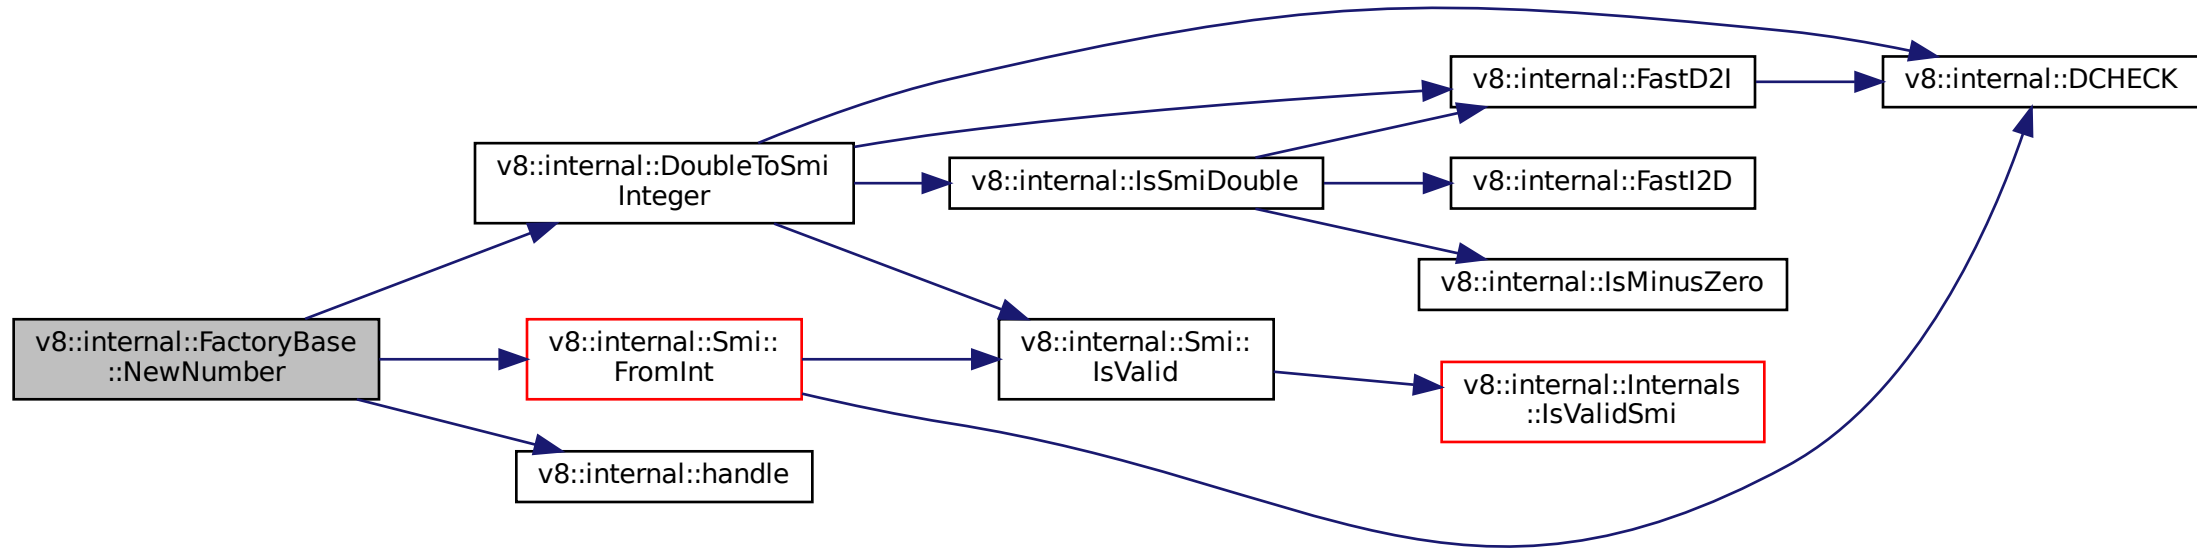 v8::internal::FactoryBase
::NewNumber
v8::internal::DoubleToSmi
Integer
v8::internal::Smi::
FromInt
v8::internal::handle
v8::internal::IsSmiDouble
v8::internal::Smi::
IsValid
v8::internal::FastD2I
v8::internal::FastI2D
v8::internal::IsMinusZero
v8::internal::Internals
::IsValidSmi
v8::internal::DCHECK